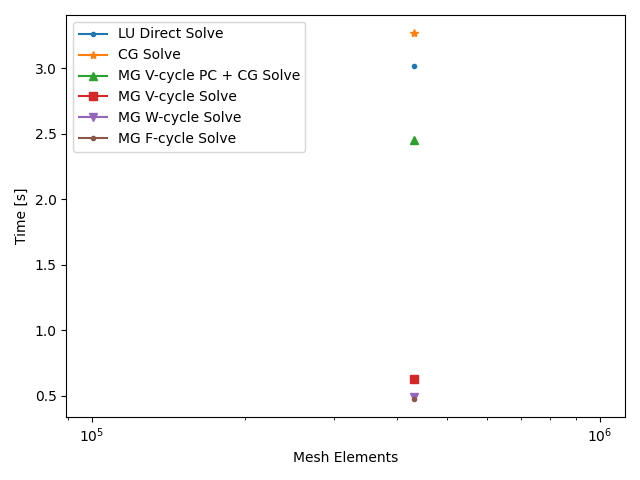 LU Direct Solve
CG Solve
MG V-cycle PC + CG Solve
MG V-cycle Solve
MG W-cycle Solve
MG F-cycle Solve
3.0
2.5
2.0
1.5
1.0
0.5
Time [s]
10⁵
10⁶
Mesh Elements